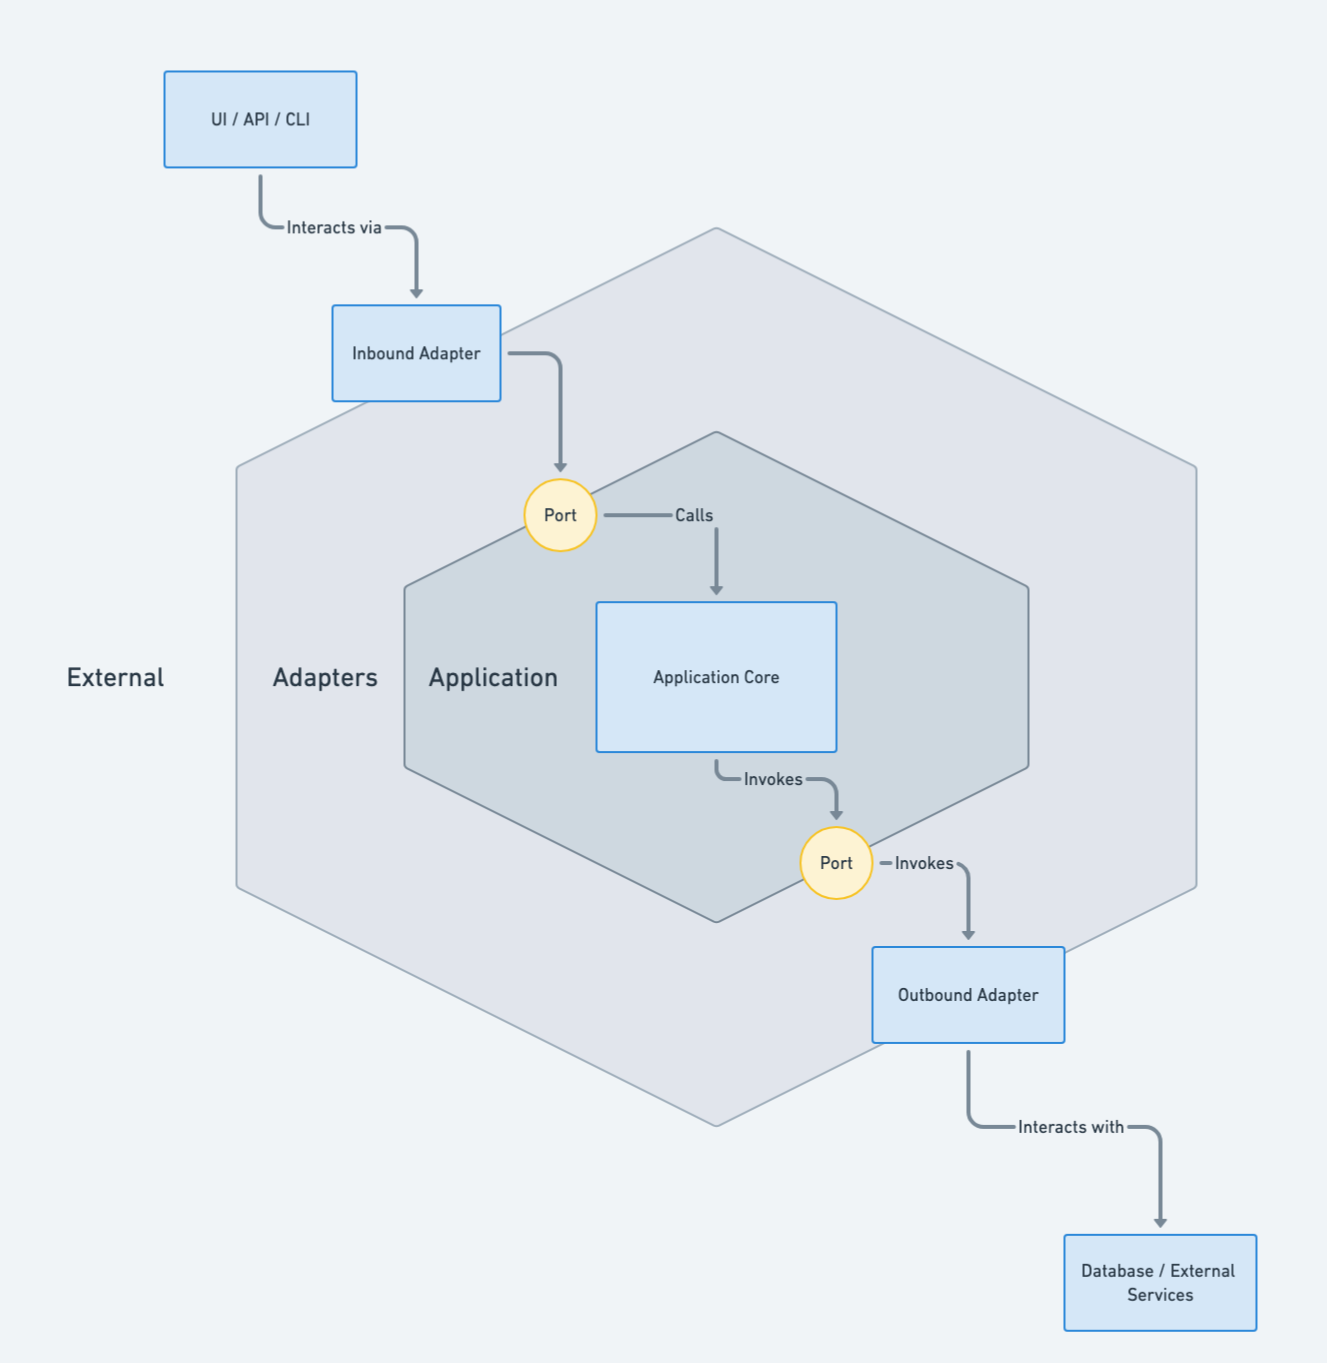 UI / API / CLI
Interacts via
Inbound Adapter
Port
Calls
External
Adapters
Application
Application Core
Invokes
Port
Invokes
Outbound Adapter
Interacts with
Database / External
Services